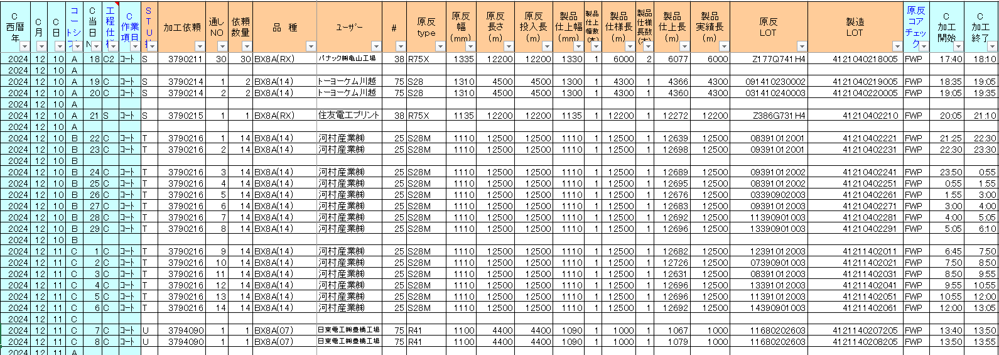 C 西暦年 C 月 C 日 コートシフト C 当日N 工程仕様 C 作業項目 STU 加工依頼 通しNO 依頼数量 品 種 ユーザー # 原反type 原反幅(mm) 原反長さ(m) 原反投入長(m) 製品仕上幅(mm) 製品仕上幅数(本) 製品仕様長(m) 製品仕様長数(本) 製品仕上長(m) 製品実績長(m) 原反LOT 製造LOT 原反コアチェック C 加工開始 C 加工終了
2024 12 10 A 18 C2 コート S 3790211 30 30 BX8A(RX) パナック㈱亀山工場 38 R75X 1335 12200 12200 1330 1 6000 2 6077 6000 Z177Q741H4 4121040218005 FWP 17:40 18:10
2024 12 10 A
2024 12 10 A 19 C コート S 3790214 1 2 BX8A(14) トーヨーケム川越 75 S28 1310 4500 4500 1300 1 4300 1 4366 4300 091410230002 4121040219005 FWP 18:35 19:05
2024 12 10 A 20 C コート S 3790214 2 2 BX8A(14) トーヨーケム川越 75 S28 1310 4500 4500 1300 1 4300 1 4360 4300 031410240003 4121040220005 FWP 19:05 19:35
2024 12 10 A
2024 12 10 A 21 S コート S 3790215 1 1 BX8A(RX) 住友電工プリント 38 R75X 1135 12200 12200 1135 1 12200 1 12272 12200 Z386G731H4 41210402210 FWP 20:05 21:10
2024 12 10 A
2024 12 10 B 22 C コート T 3790216 1 14 BX8A(14) 河村産業㈱ 25 S28M 1110 12500 12500 1110 1 12500 1 12639 12500 08391012001 41210402221 FWP 21:25 22:30
2024 12 10 B 23 C コート T 3790216 2 14 BX8A(14) 河村産業㈱ 25 S28M 1110 12500 12500 1110 1 12500 1 12698 12500 09391012001 41210402231 FWP 22:30 23:30
2024 12 10 B
2024 12 10 B 24 C コート T 3790216 3 14 BX8A(14) 河村産業㈱ 25 S28M 1110 12500 12500 1110 1 12500 1 12689 12500 09391012002 41210402241 FWP 23:50 0:55
2024 12 10 B 25 C コート T 3790216 4 14 BX8A(14) 河村産業㈱ 25 S28M 1110 12500 12500 1110 1 12500 1 12695 12500 08391012002 41210402251 FWP 0:55 1:55
2024 12 10 B 26 C コート T 3790216 5 14 BX8A(14) 河村産業㈱ 25 S28M 1110 12500 12500 1110 1 12500 1 12676 12500 03390902003 41210402261 FWP 1:55 3:00
2024 12 10 B 27 C コート T 3790216 6 14 BX8A(14) 河村産業㈱ 25 S28M 1110 12500 12500 1110 1 12500 1 12683 12500 09391012003 41210402271 FWP 3:00 4:00
2024 12 10 B 28 C コート T 3790216 7 14 BX8A(14) 河村産業㈱ 25 S28M 1110 12500 12500 1110 1 12500 1 12692 12500 11390901003 41210402281 FWP 4:00 5:05
2024 12 10 B 29 C コート T 3790216 8 14 BX8A(14) 河村産業㈱ 25 S28M 1110 12500 12500 1110 1 12500 1 12696 12500 13390901003 41210402291 FWP 5:05 6:10
2024 12 10 B
2024 12 11 C 1 C コート T 3790216 9 14 BX8A(14) 河村産業㈱ 25 S28M 1110 12500 12500 1110 1 12500 1 12682 12500 12391012003 41211402011 FWP 6:45 7:50
2024 12 11 C 2 C コート T 3790216 10 14 BX8A(14) 河村産業㈱ 25 S28M 1110 12500 12500 1110 1 12500 1 12726 12500 07390901003 41211402021 FWP 7:50 8:50
2024 12 11 C 3 C コート T 3790216 11 14 BX8A(14) 河村産業㈱ 25 S28M 1110 12500 12500 1110 1 12500 1 12631 12500 08391012003 41211402031 FWP 8:50 9:55
2024 12 11 C 4 C コート T 3790216 12 14 BX8A(14) 河村産業㈱ 25 S28M 1110 12500 12500 1110 1 12500 1 12696 12500 13391012003 41211402041 FWP 9:55 10:55
2024 12 11 C 5 C コート T 3790216 13 14 BX8A(14) 河村産業㈱ 25 S28M 1110 12500 12500 1110 1 12500 1 12696 12500 11391012003 41211402051 FWP 10:55 12:00
2024 12 11 C 6 C コート T 3790216 14 14 BX8A(14) 河村産業㈱ 25 S28M 1110 12500 12500 1110 1 12500 1 12692 12500 14390901003 41211402061 FWP 12:00 13:05
2024 12 11 C
2024 12 11 C 7 C コート U 3794090 1 1 BX8A(07) 日東電工㈱豊橋工場 75 R41 1100 4400 4400 1090 1 1000 1 1067 1000 11680202603 4121140207205 FWP 13:40 13:50
2024 12 11 C 8 C コート U 3794090 1 1 BX8A(07) 日東電工㈱豊橋工場 75 R41 1100 4400 4400 1090 1 1000 1 1079 1000 11680202603 4121140208205 FWP 13:50 13:55
2024 12 11 A